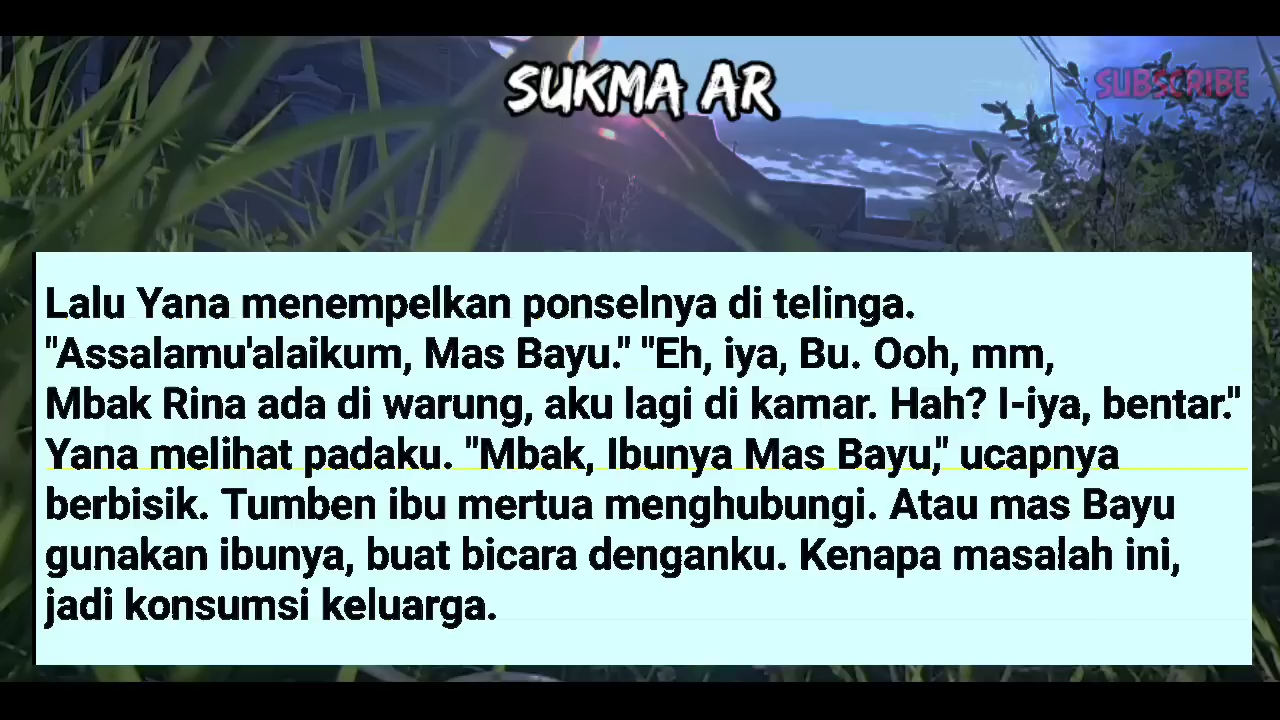 SUKMA AR
SUBSCRIBE
Lalu Yana menempelkan ponselnya di telinga.
"Assalamu'alaikum, Mas Bayu." "Eh, iya, Bu. Ooh, mm,
Mbak Rina ada di warung, aku lagi di kamar. Hah? I-iya, bentar."
Yana melihat padaku. "Mbak, Ibunya Mas Bayu," ucapnya
berbisik. Tumben ibu mertua menghubungi. Atau mas Bayu
gunakan ibunya, buat bicara denganku. Kenapa masalah ini,
jadi konsumsi keluarga.